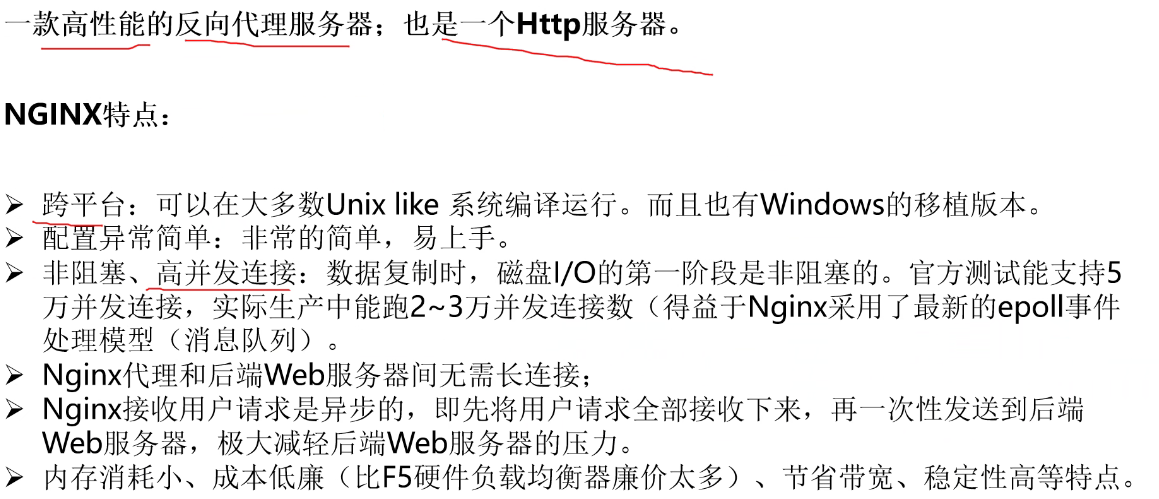 一款高性能的反向代理服务器；也是一个Http服务器。
NGINX特点：
➢ 跨平台：可以在大多数Unix like 系统编译运行。而且也有Windows的移植版本。
➢ 配置异常简单：非常的简单，易上手。
➢ 非阻塞、高并发连接：数据复制时，磁盘I/O的第一阶段是非阻塞的。官方测试能支持5
万并发连接，实际生产中能跑2~3万并发连接数（得益于Nginx采用了最新的epoll事件
处理模型（消息队列）。
➢ Nginx代理和后端Web服务器间无需长连接；
➢ Nginx接收用户请求是异步的，即先将用户请求全部接收下来，再一次性发送到后端
Web服务器，极大减轻后端Web服务器的压力。
➢ 内存消耗小、成本低廉（比F5硬件负载均衡器廉价太多）、节省带宽、稳定性高等特点。